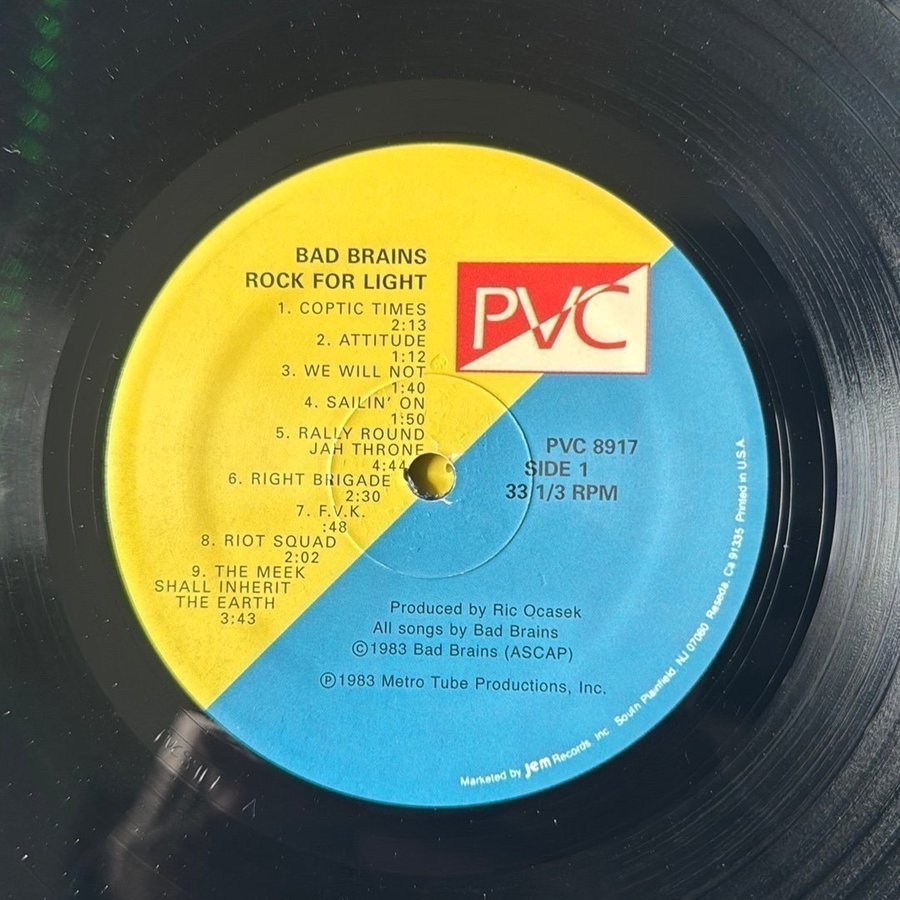 BAD BRAINS
ROCK FOR LIGHT
1. COPTIC TIMES
2:13
2. ATTITUDE
1:12
3. WE WILL NOT
1:40
4. SAILIN' ON
1:50
5. RALLY ROUND
JAH THRONE
4:44
6. RIGHT BRIGADE
2:30
7. F.V.K.
:48
8. RIOT SQUAD
2:02
9. THE MEEK
SHALL INHERIT
THE EARTH
3:43
PVC
PVC 8917
SIDE 1
33 1/3 RPM
Produced by Ric Ocasek
All songs by Bad Brains
©1983 Bad Brains (ASCAP)
℗1983 Metro Tube Productions, Inc.
Marketed by Jem Records, Inc. South Plainfield, NJ 07080 Reseda, Ca 91335 Printed in U.S.A.